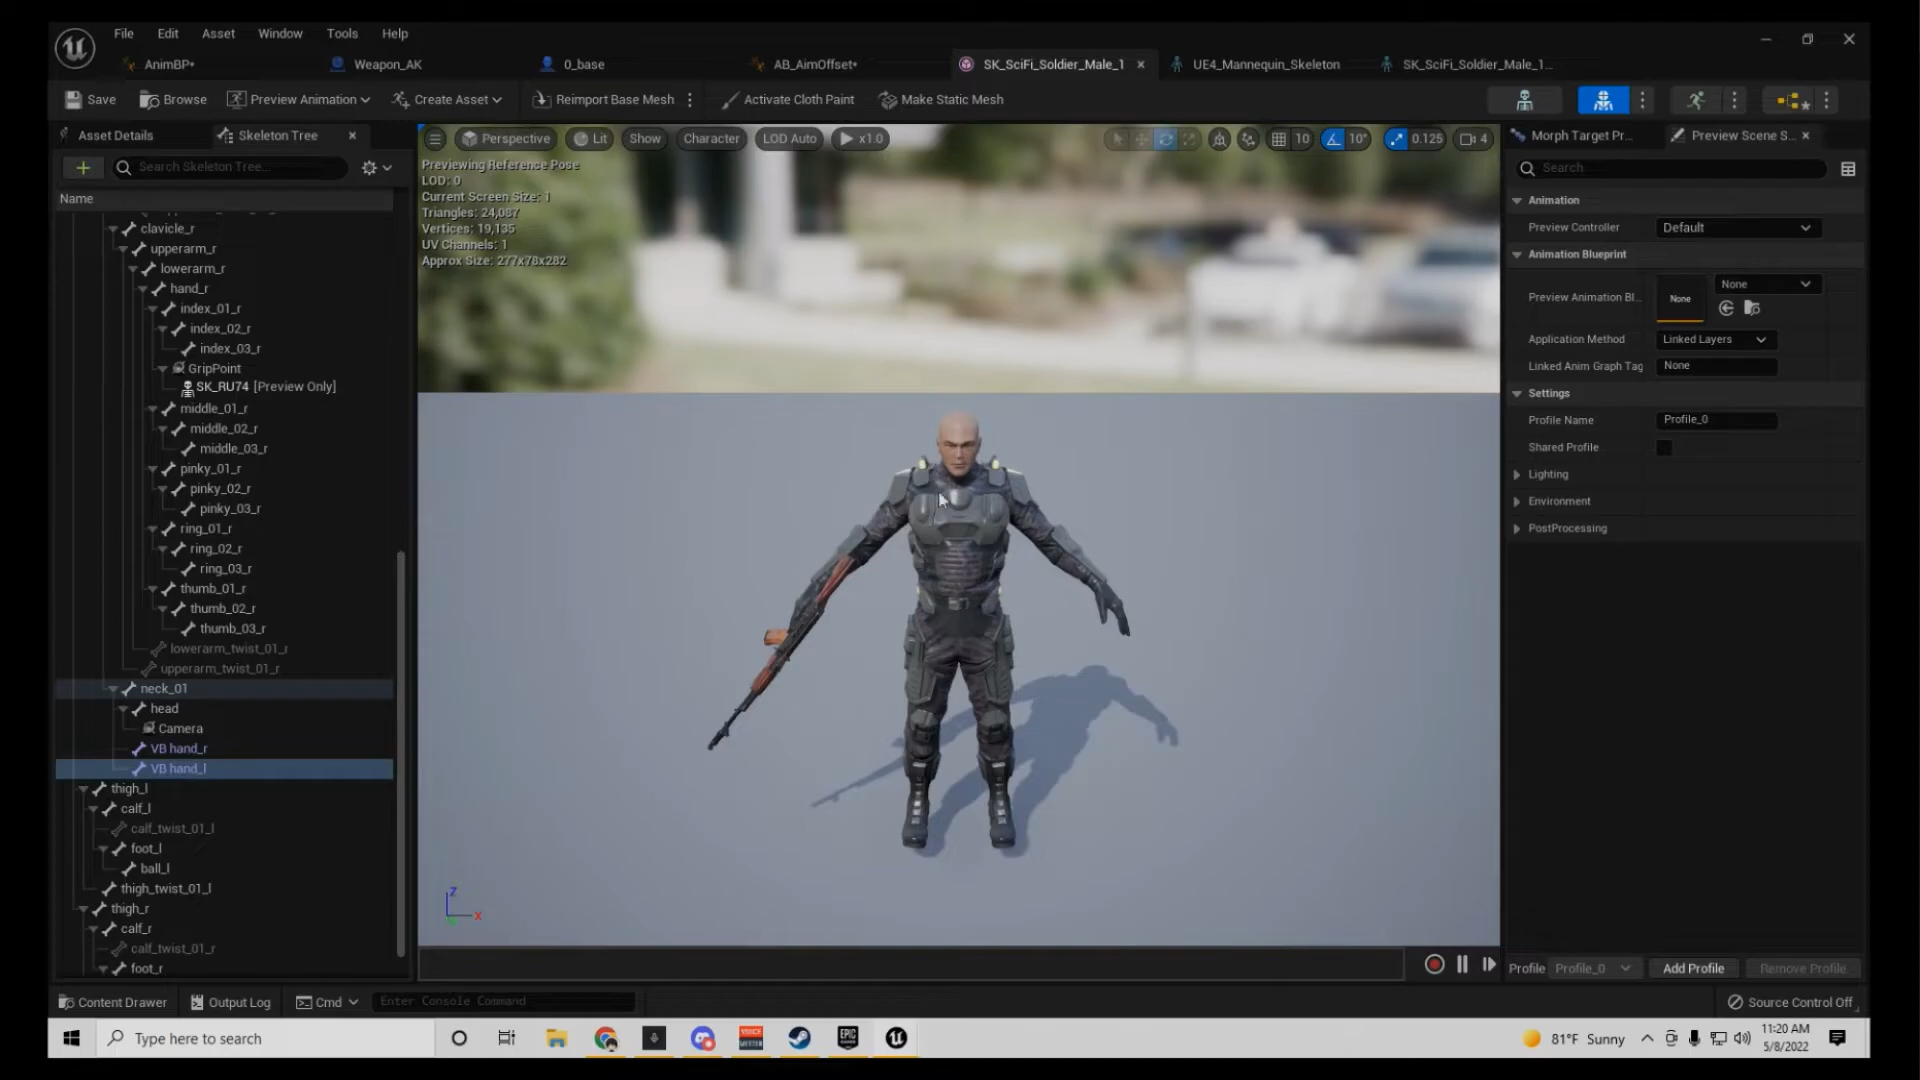 File Edit Asset Window Tools Help
AnimBP* Weapon_AK 0_base AB_AimOffset* SK_SciFi_Soldier_Male_1 UE4_Mannequin_Skeleton SK_SciFi_Soldier_Male_1...
Save Browse Preview Animation Create Asset Reimport Base Mesh Activate Cloth Paint Make Static Mesh
Asset Details Skeleton Tree
Search Skeleton Tree...
Name
clavicle_r
upperarm_r
lowerarm_r
hand_r
index_01_r
index_02_r
index_03_r
GripPoint
SK_RU74 [Preview Only]
middle_01_r
middle_02_r
middle_03_r
pinky_01_r
pinky_02_r
pinky_03_r
ring_01_r
ring_02_r
ring_03_r
thumb_01_r
thumb_02_r
thumb_03_r
lowerarm_twist_01_r
upperarm_twist_01_r
neck_01
head
Camera
VB hand_r
VB hand_l
thigh_l
calf_l
calf_twist_01_l
foot_l
ball_l
thigh_twist_01_l
thigh_r
calf_r
calf_twist_01_r
foot_r
Perspective Lit Show Character LOD Auto x1.0 10 10° 0.125 4
Previewing Reference Pose
LOD: 0
Current Screen Size: 1
Triangles: 24,087
Vertices: 19,135
UV Channels: 1
Approx Size: 277x78x282
Z
X
Morph Target Pr... Preview Scene S...
Search
Animation
Preview Controller Default
Animation Blueprint
Preview Animation Bl... None None
Application Method Linked Layers
Linked Anim Graph Tag None
Settings
Profile Name Profile_0
Shared Profile
Lighting
Environment
PostProcessing
Profile Profile_0 Add Profile Remove Profile
Content Drawer Output Log Cmd Enter Console Command Source Control Off
Type here to search EPIC 81°F Sunny 11:20 AM
5/8/2022